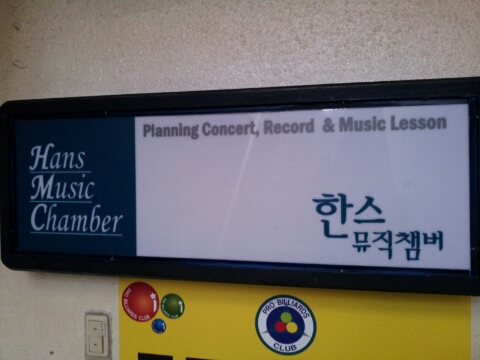 Planning Concert, Record & Music Lesson
Hans
Music
Chamber
한스
뮤직챔버
PRO BILLIARDS
CLUB